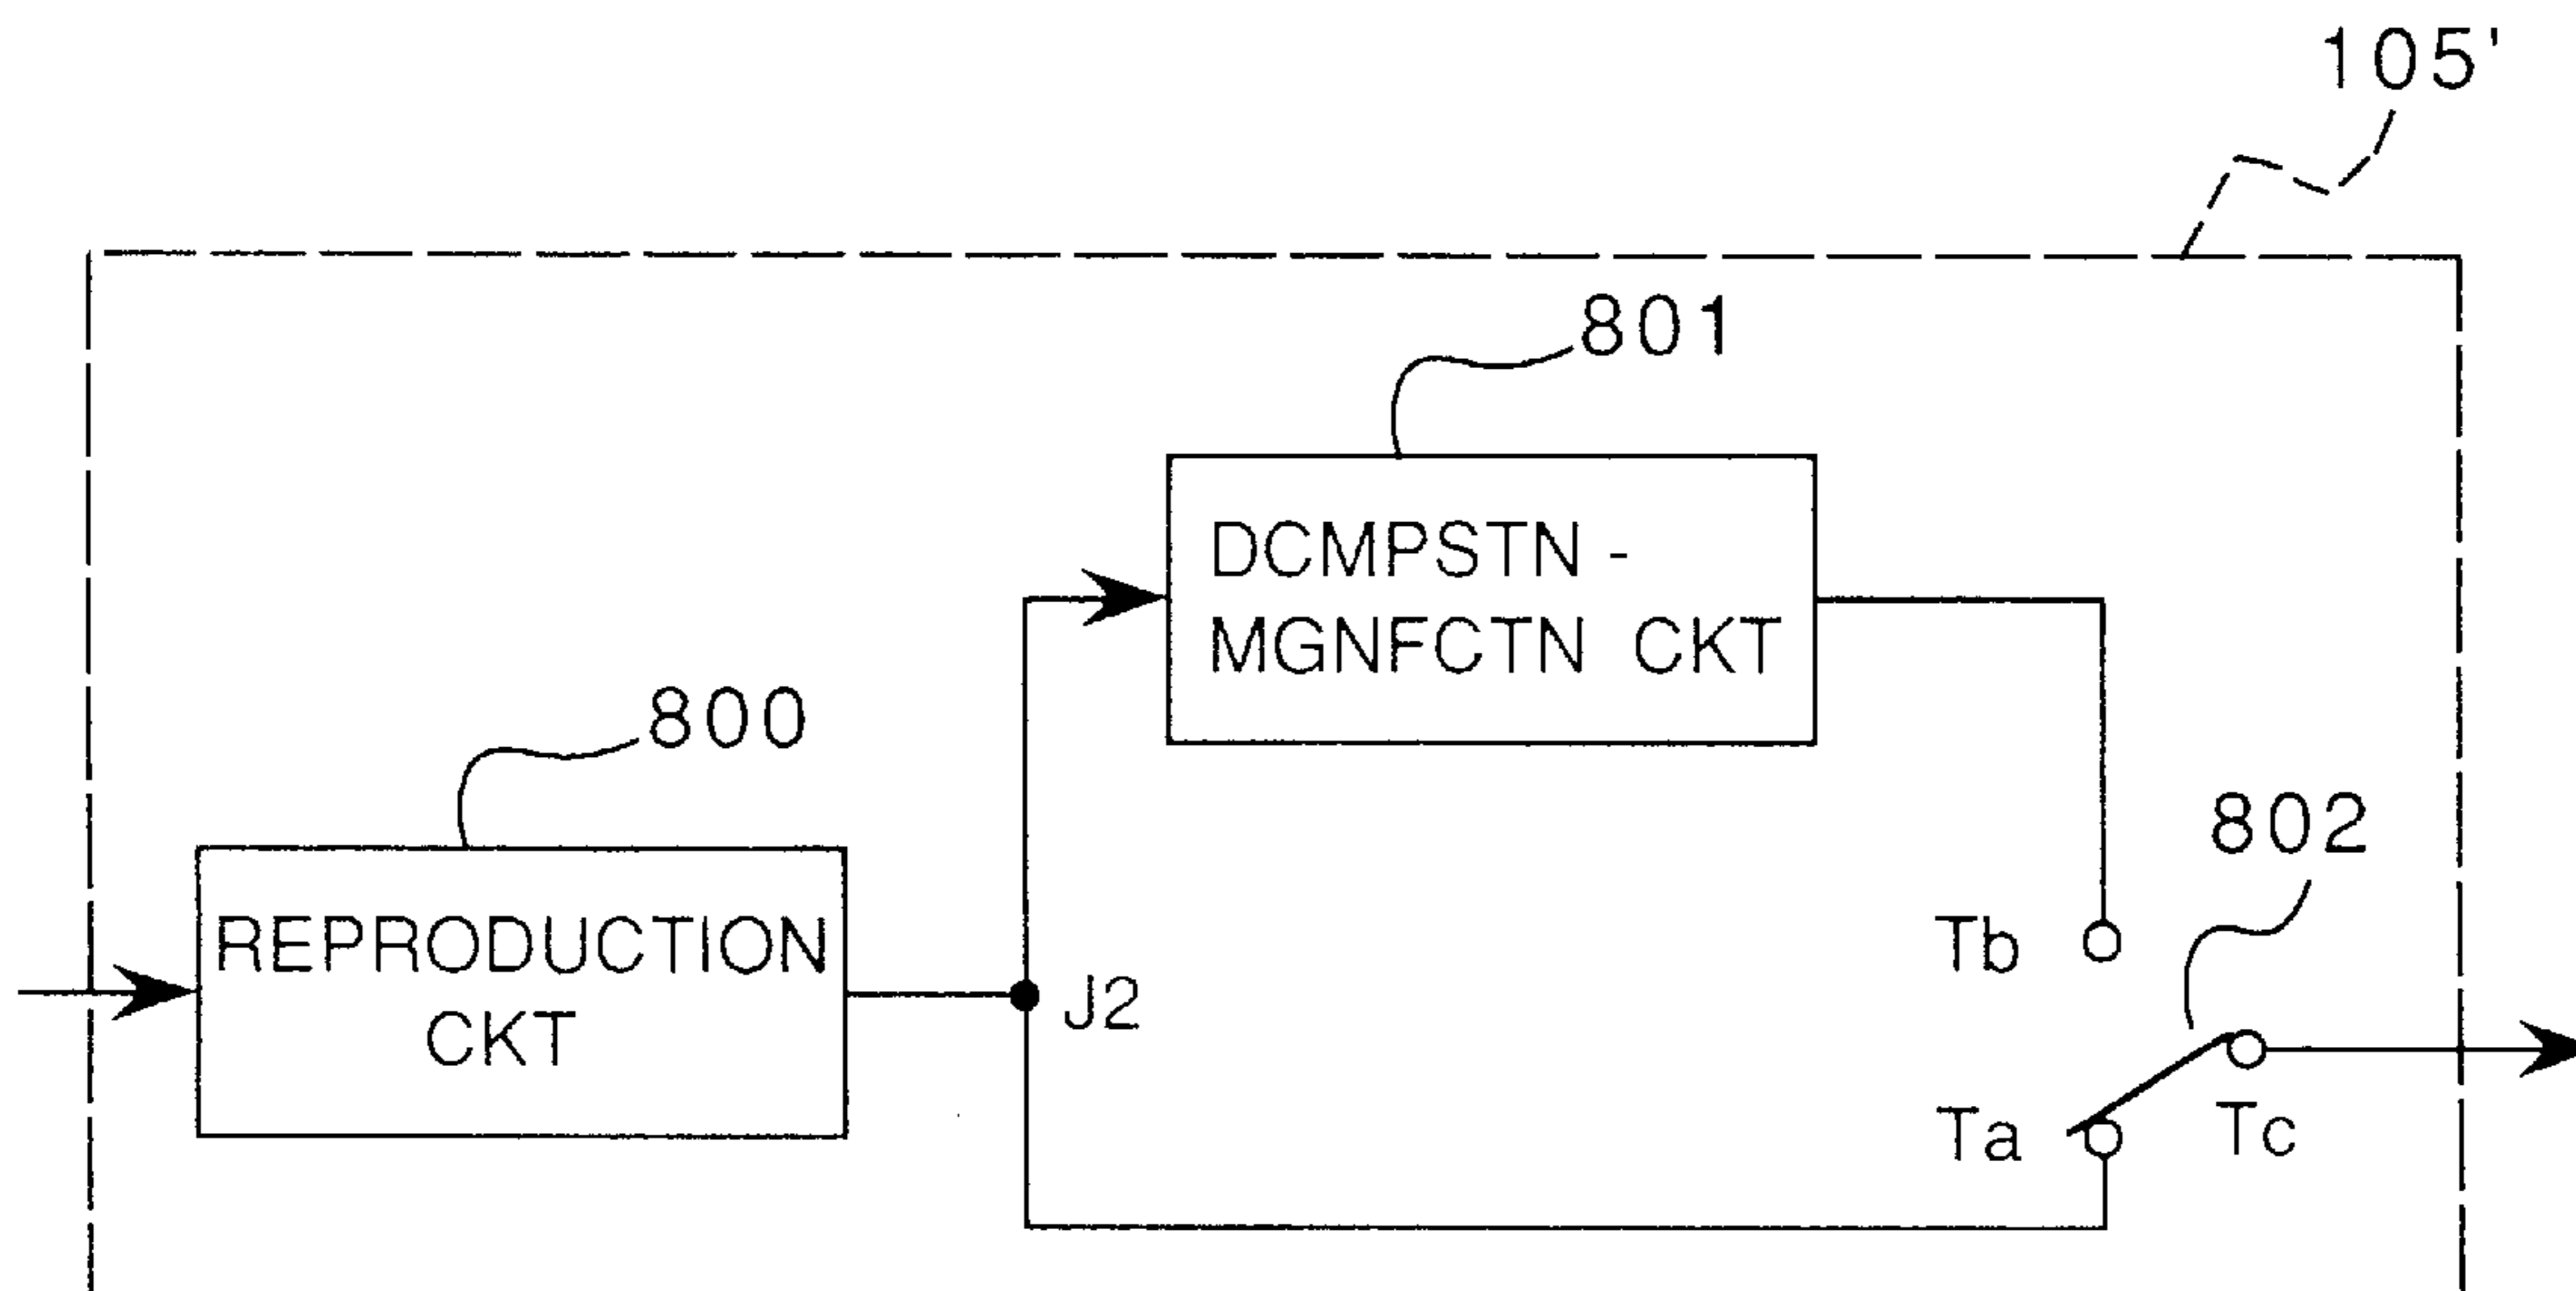 105'
801
DCMPSTN -
MGNFCTN CKT
800
REPRODUCTION
CKT
J2
802
Tb
Ta
Tc